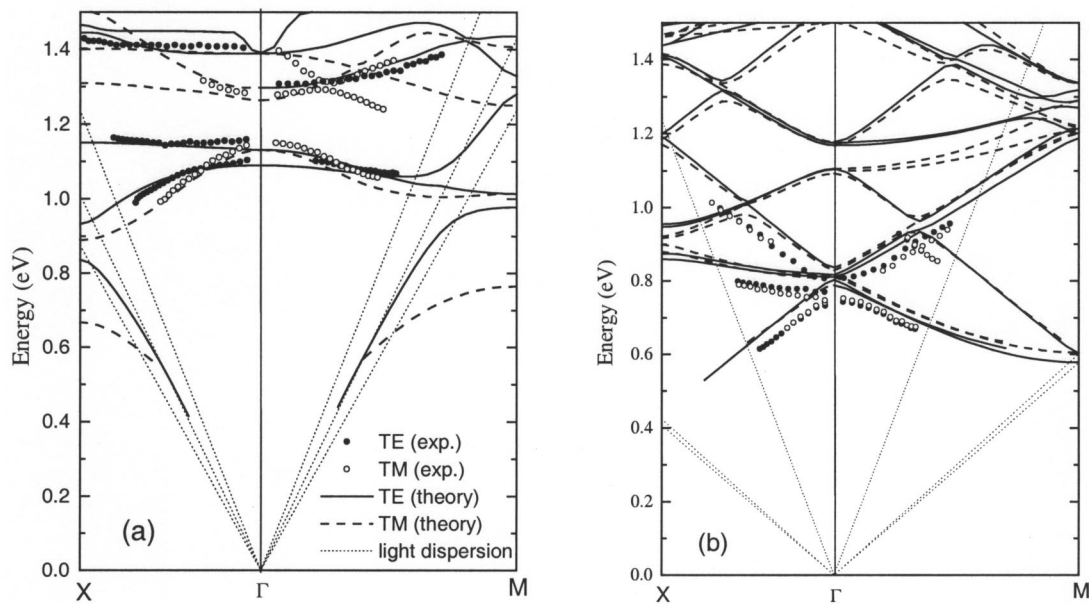 Energy (eV)
1.4
1.2
1.0
0.8
0.6
0.4
0.2
0.0
X
Γ
M
TE (exp.)
TM (exp.)
TE (theory)
TM (theory)
light dispersion
(a)
Energy (eV)
1.4
1.2
1.0
0.8
0.6
0.4
0.2
0.0
X
Γ
M
(b)